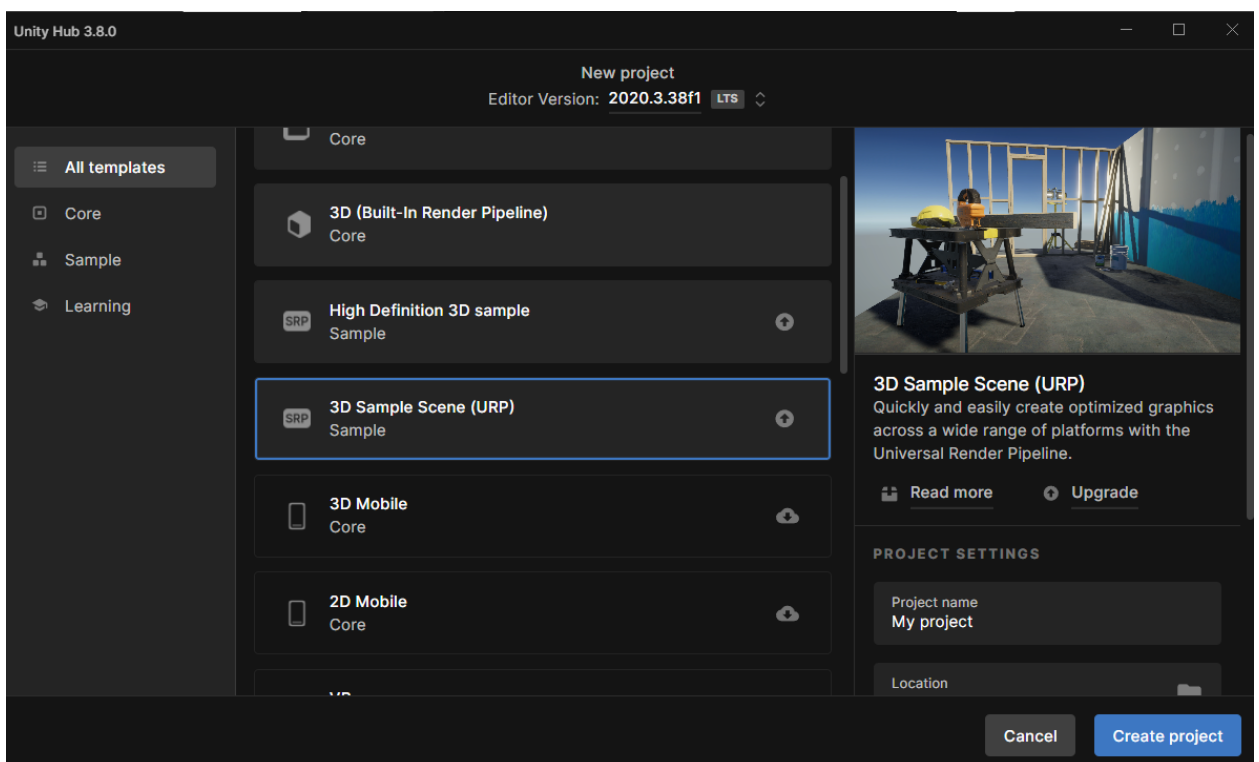 Unity Hub 3.8.0
New project
Editor Version: 2020.3.38f1 LTS
All templates
Core
Sample
Learning
Core
3D (Built-In Render Pipeline)
Core
SRP
High Definition 3D sample
Sample
SRP
3D Sample Scene (URP)
Sample
3D Mobile
Core
2D Mobile
Core
3D Sample Scene (URP)
Quickly and easily create optimized graphics
across a wide range of platforms with the
Universal Render Pipeline.
Read more
Upgrade
PROJECT SETTINGS
Project name
My project
Location
Cancel
Create project